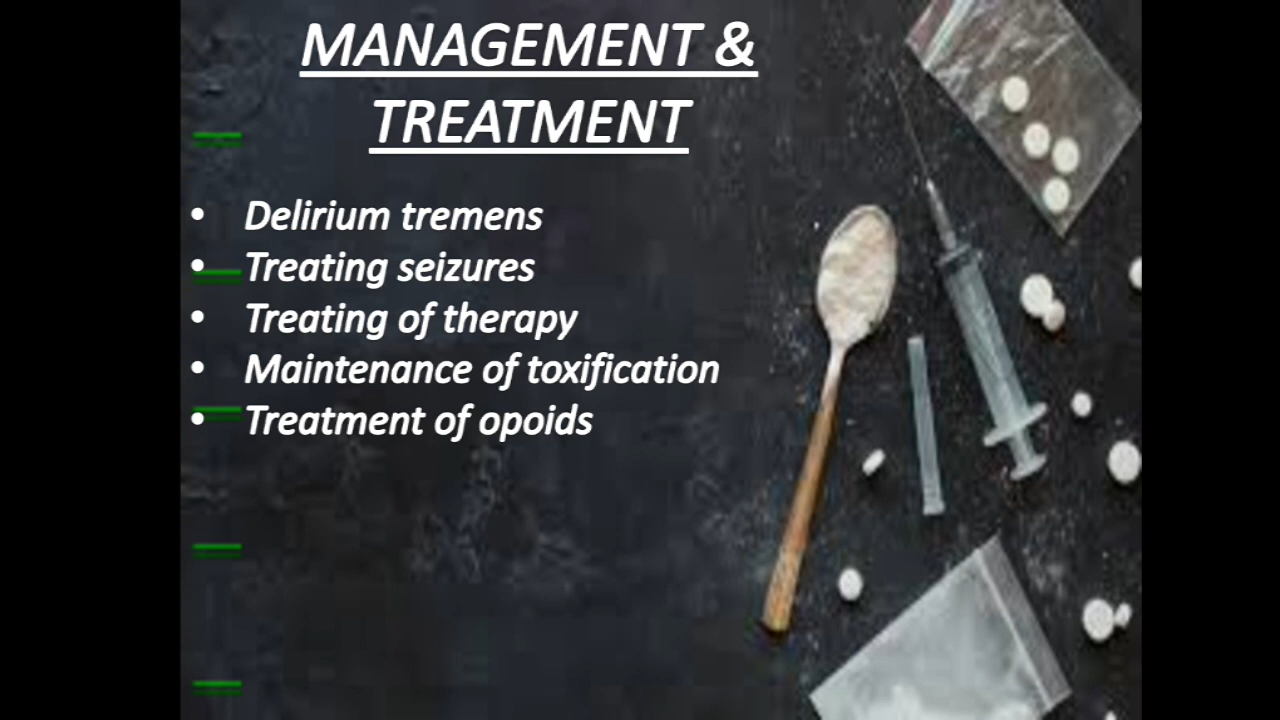 MANAGEMENT &
TREATMENT
• Delirium tremens
• Treating seizures
• Treating of therapy
• Maintenance of toxification
• Treatment of opoids